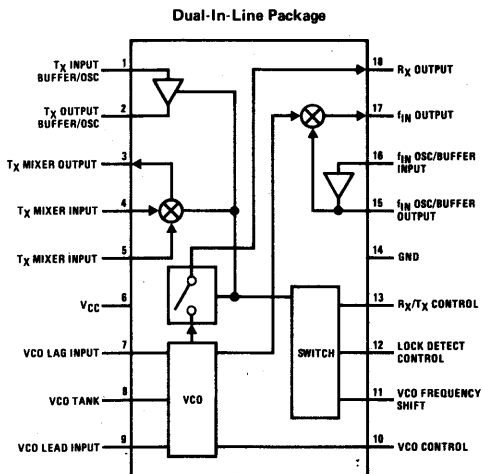 Dual-In-Line Package
TX INPUT
BUFFER/OSC
1
TX OUTPUT
BUFFER/OSC
2
TX MIXER OUTPUT
3
TX MIXER INPUT
4
TX MIXER INPUT
5
VCC
6
VCO LAG INPUT
7
VCO TANK
8
VCO LEAD INPUT
9
VCO
SWITCH
18
RX OUTPUT
17
fIN OUTPUT
16
fIN OSC/BUFFER
INPUT
15
fIN OSC/BUFFER
OUTPUT
14
GND
13
RX/TX CONTROL
12
LOCK DETECT
CONTROL
11
VCO FREQUENCY
SHIFT
10
VCO CONTROL